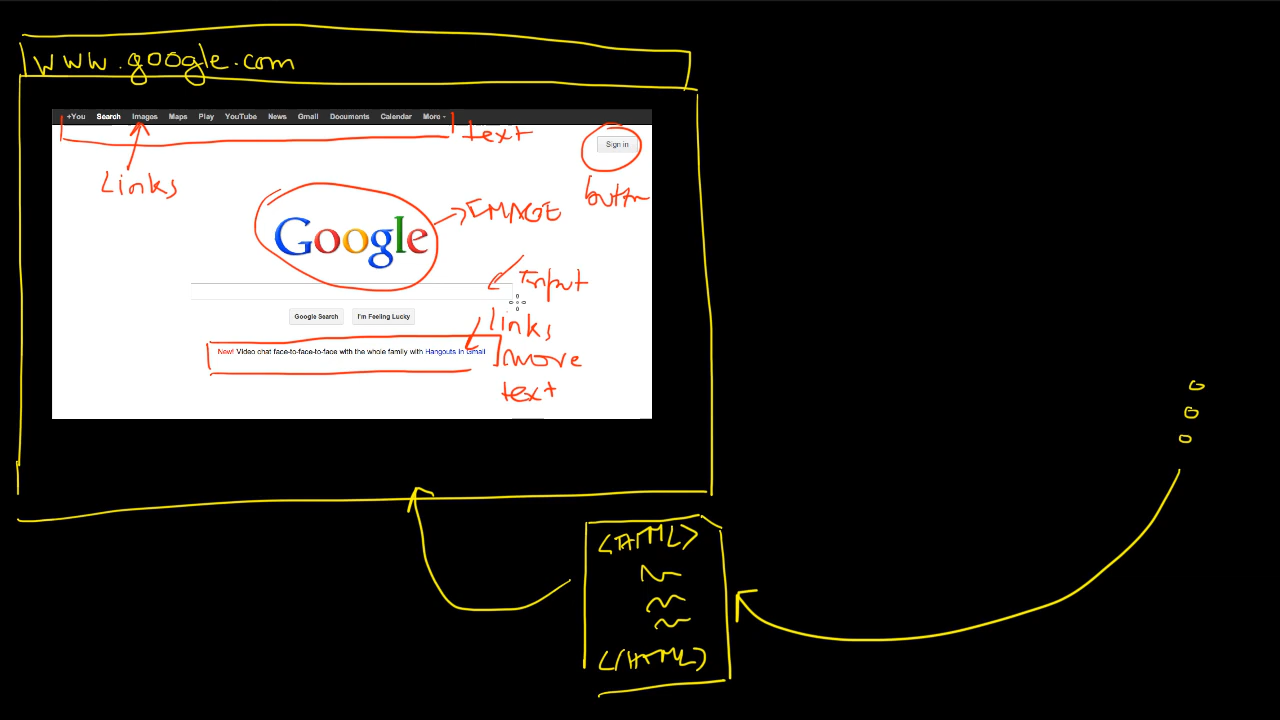 www.google.com
+You Search Images Maps Play YouTube News Gmail Documents Calendar More
text
Sign in
Links
button
Google
IMAGE
Input
Google Search I'm Feeling Lucky
links
New! Video chat face-to-face-to-face with the whole family with Hangouts in Gmail
more
text
<HTML>
</HTML>